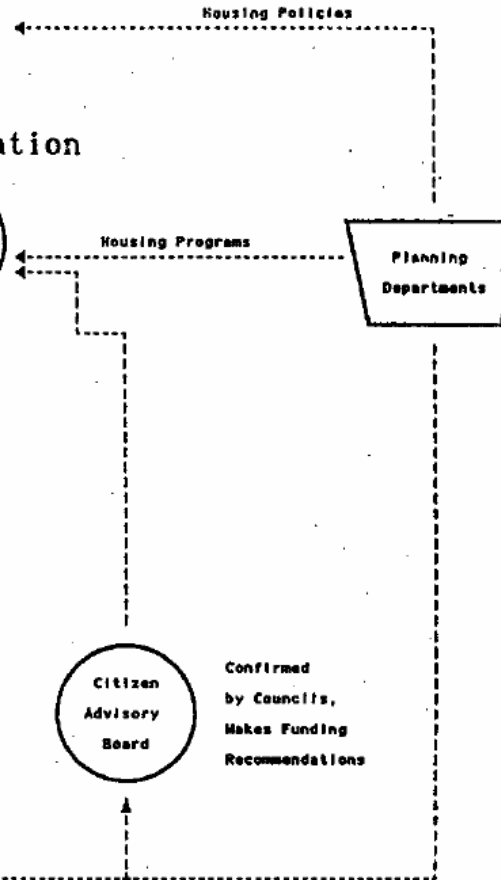 Housing Policies
ation
Housing Programs
Planning
Departments
Citizen
Advisory
Board
Confirmed
by Councils,
Makes Funding
Recommendations